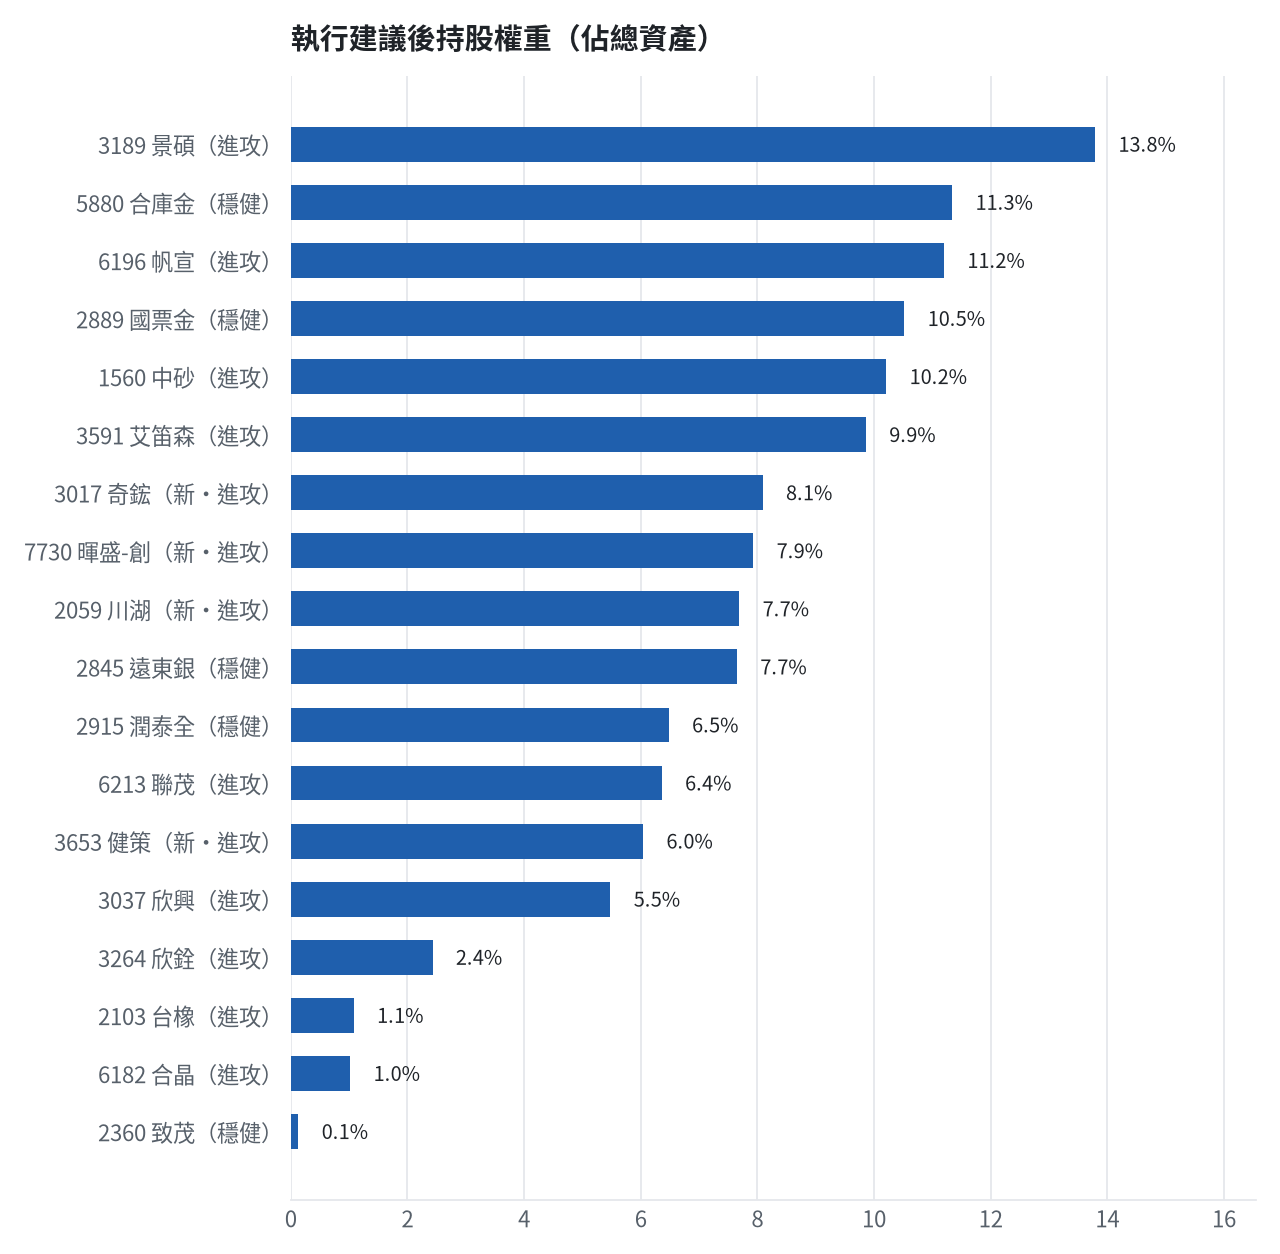 執行建議後持股權重（佔總資產）
3189 景碩（進攻） 13.8%
5880 合庫金（穩健） 11.3%
6196 帆宣（進攻） 11.2%
2889 國票金（穩健） 10.5%
1560 中砂（進攻） 10.2%
3591 艾笛森（進攻） 9.9%
3017 奇鋐（新・進攻） 8.1%
7730 暉盛-創（新・進攻） 7.9%
2059 川湖（新・進攻） 7.7%
2845 遠東銀（穩健） 7.7%
2915 潤泰全（穩健） 6.5%
6213 聯茂（進攻） 6.4%
3653 健策（新・進攻） 6.0%
3037 欣興（進攻） 5.5%
3264 欣銓（進攻） 2.4%
2103 台橡（進攻） 1.1%
6182 合晶（進攻） 1.0%
2360 致茂（穩健） 0.1%
0 2 4 6 8 10 12 14 16